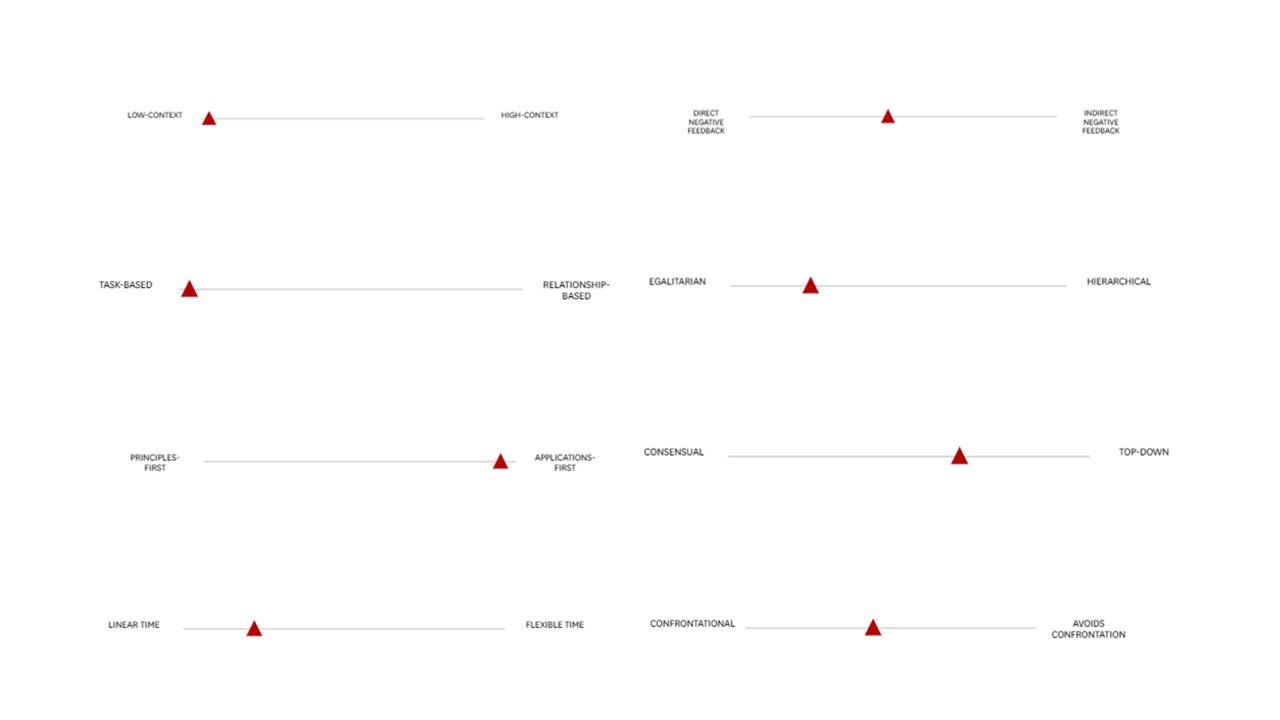 LOW-CONTEXT
HIGH-CONTEXT
DIRECT
NEGATIVE
FEEDBACK
INDIRECT
NEGATIVE
FEEDBACK
TASK-BASED
RELATIONSHIP-
BASED
EGALITARIAN
HIERARCHICAL
PRINCIPLES-
FIRST
APPLICATIONS-
FIRST
CONSENSUAL
TOP-DOWN
LINEAR TIME
FLEXIBLE TIME
CONFRONTATIONAL
AVOIDS
CONFRONTATION